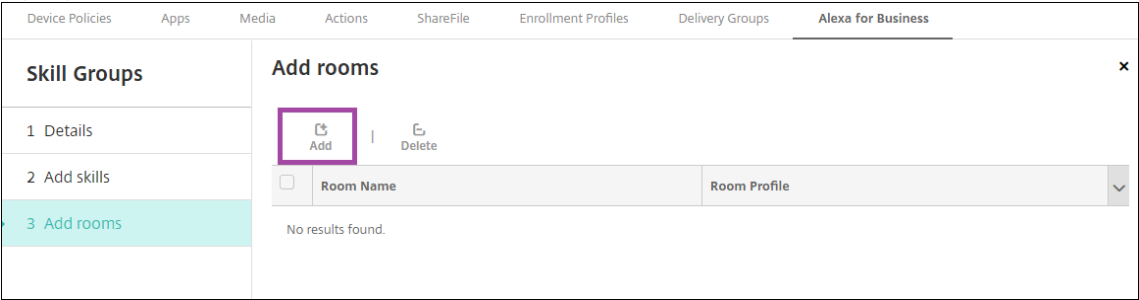 Device Policies Apps Media Actions ShareFile Enrollment Profiles Delivery Groups Alexa for Business
Skill Groups
1 Details
2 Add skills
3 Add rooms
Add rooms
×
Add | Delete
Room Name Room Profile
No results found.